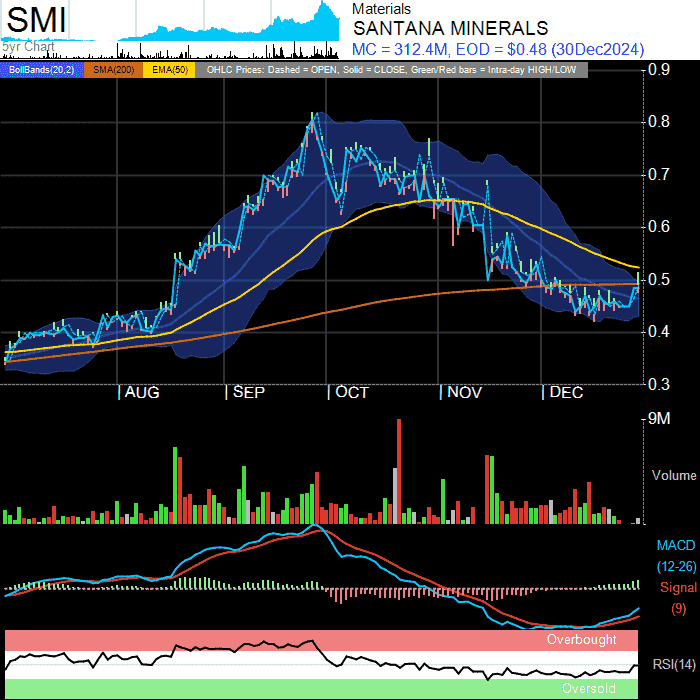 SMI
5yr Chart
Materials
SANTANA MINERALS
MC = 312.4M, EOD = $0.48 (30Dec2024)
BollBands(20,2) SMA(200) EMA(50) OHLC Prices: Dashed = OPEN, Solid = CLOSE, Green/Red bars = Intra-day HIGH/LOW
0.9
0.8
0.7
0.6
0.5
0.4
0.3
AUG SEP OCT NOV DEC
9M
Volume
MACD
(12-26)
Signal
(9)
Overbought
RSI(14)
Oversold